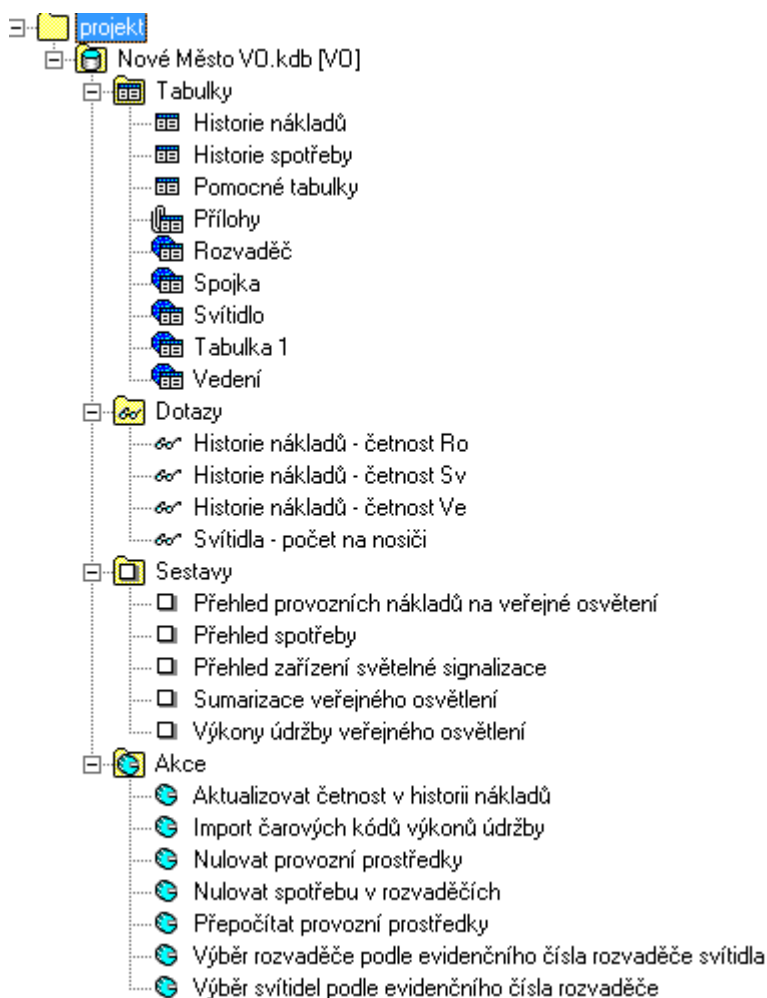 projekt
Nové Město VO.kdb [VO]
Tabulky
Historie nákladů
Historie spotřeby
Pomocné tabulky
Přílohy
Rozvaděč
Spojka
Svítidlo
Tabulka 1
Vedení
Dotazy
Historie nákladů - četnost Ro
Historie nákladů - četnost Sv
Historie nákladů - četnost Ve
Svítidla - počet na nosiči
Sestavy
Přehled provozních nákladů na veřejné osvětení
Přehled spotřeby
Přehled zařízení světelné signalizace
Sumarizace veřejného osvětlení
Výkony údržby veřejného osvětlení
Akce
Aktualizovat četnost v historii nákladů
Import čarových kódů výkonů údržby
Nulovat provozní prostředky
Nulovat spotřebu v rozvaděčích
Přepočítat provozní prostředky
Výběr rozvaděče podle evidenčního čísla rozvaděče svítidla
Výběr svítidel podle evidenčního čísla rozvaděče